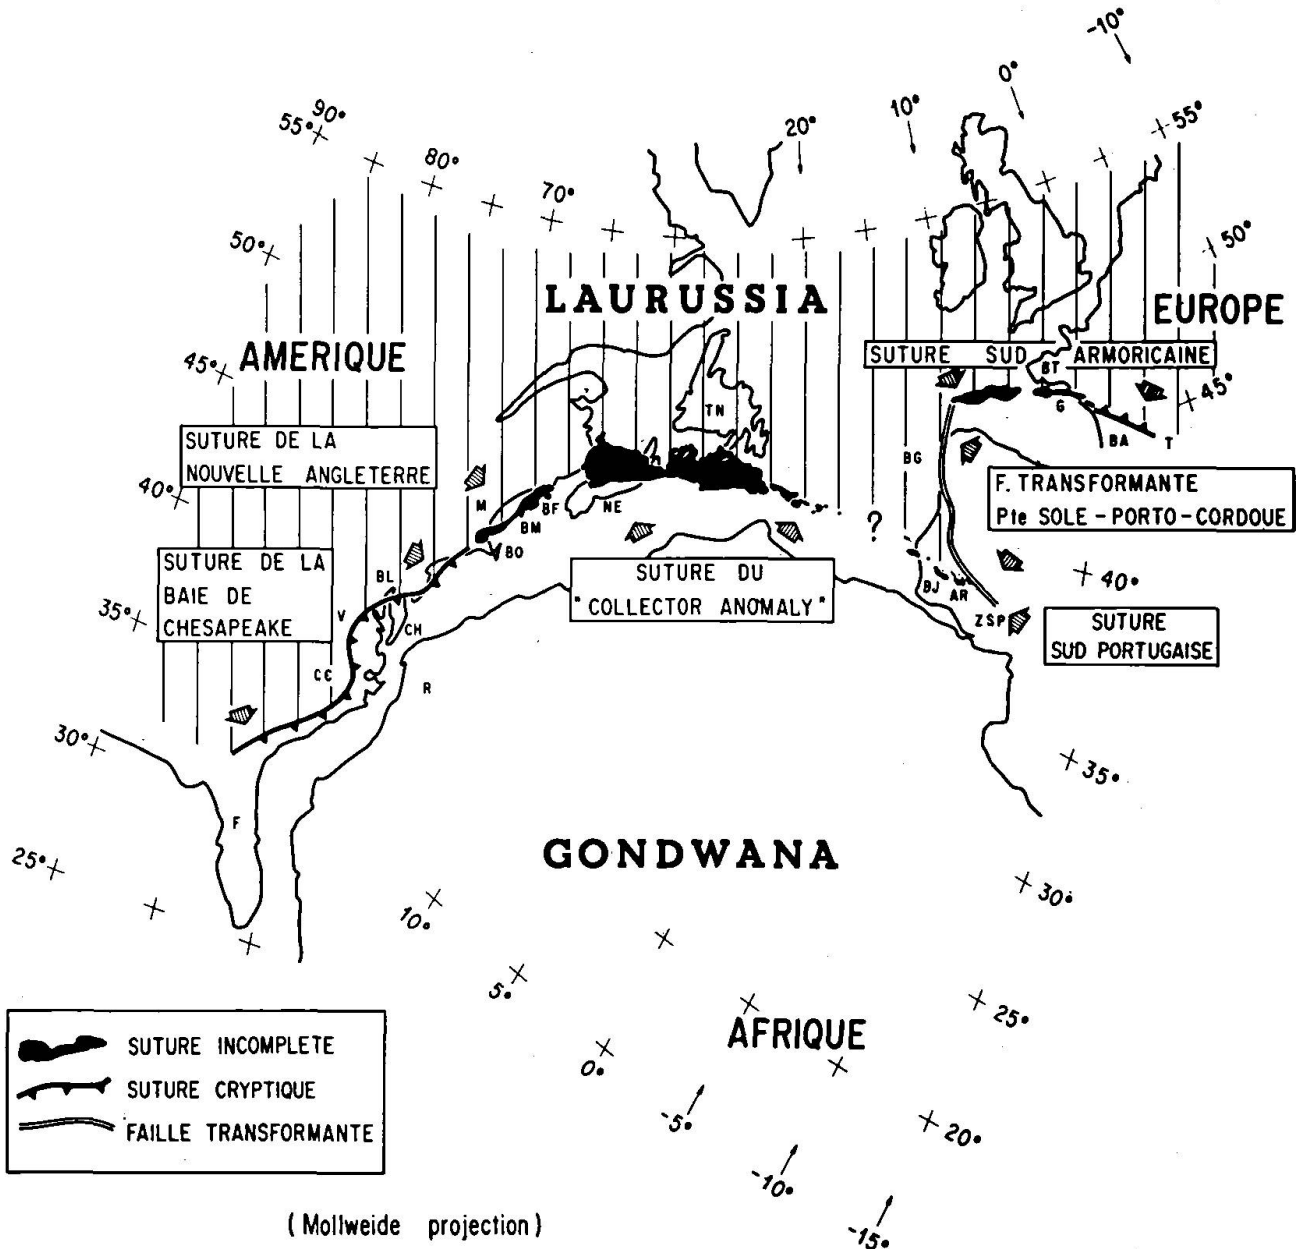 -10°
0°
10°
20°
55°
90°
55°
80°
70°
50°
50°
LAURUSSIA
EUROPE
AMÉRIQUE
SUTURE SUD ARMORICAINE
45°
BT
45°
TN
G
BA
T
SUTURE DE LA
NOUVELLE ANGLETERRE
BG
40°
M
BF
NE
BM
F. TRANSFORMANTE
Pte SOLE - PORTO - CORDOUE
?
BO
SUTURE DE LA
BAIE DE
CHESAPEAKE
BL
SUTURE DU
"COLLECTOR ANOMALY"
BJ
AR
40°
35°
V
CH
ZSP
SUTURE
SUD PORTUGAISE
CC
R
30°
35°
F
GONDWANA
25°
30°
10°
5°
25°
AFRIQUE
0°
-5°
20°
-10°
-15°
SUTURE INCOMPLETE
SUTURE CRYPTIQUE
FAILLE TRANSFORMANTE
(Mollweide projection)